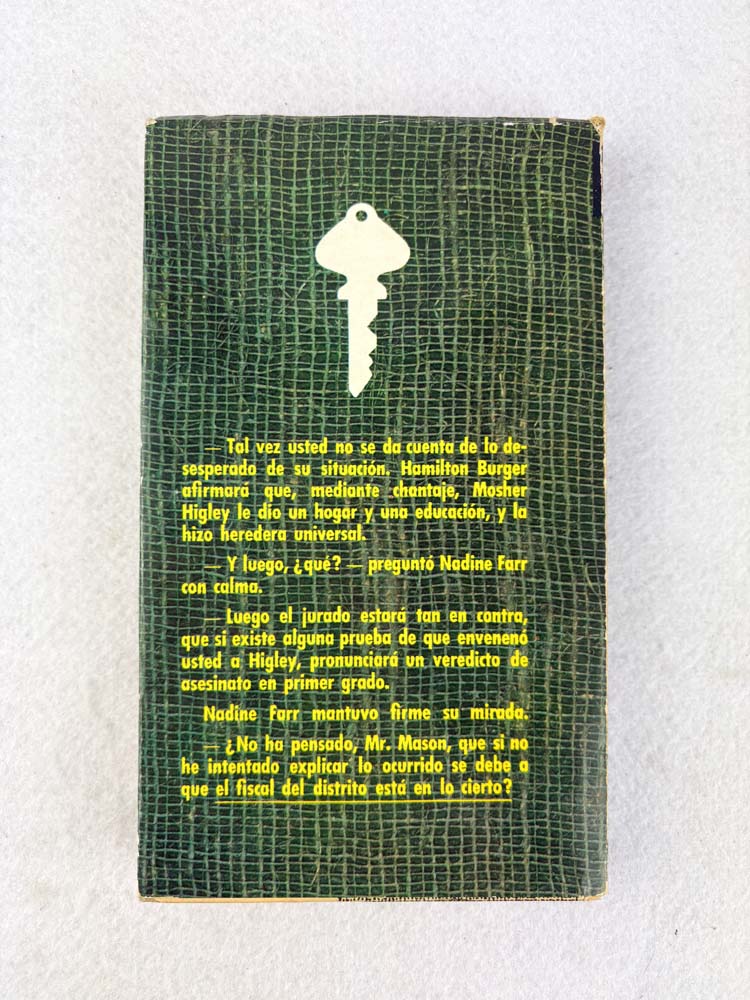 — Tal vez usted no se da cuenta de lo de-
sesperado de su situación. Hamilton Burger
afirmará que, mediante chantaje, Mosher
Higley le dio un hogar y una educación, y la
hizo heredera universal.
— Y luego, ¿qué? — preguntó Nadine Farr
con calma.
— Luego el jurado estará tan en contra,
que si existe alguna prueba de que envenenó
usted a Higley, pronunciará un veredicto de
asesinato en primer grado.
Nadine Farr mantuvo firme su mirada.
— ¿No ha pensado, Mr. Mason, que si no
he intentado explicar lo ocurrido se debe a
que el fiscal del distrito está en lo cierto?